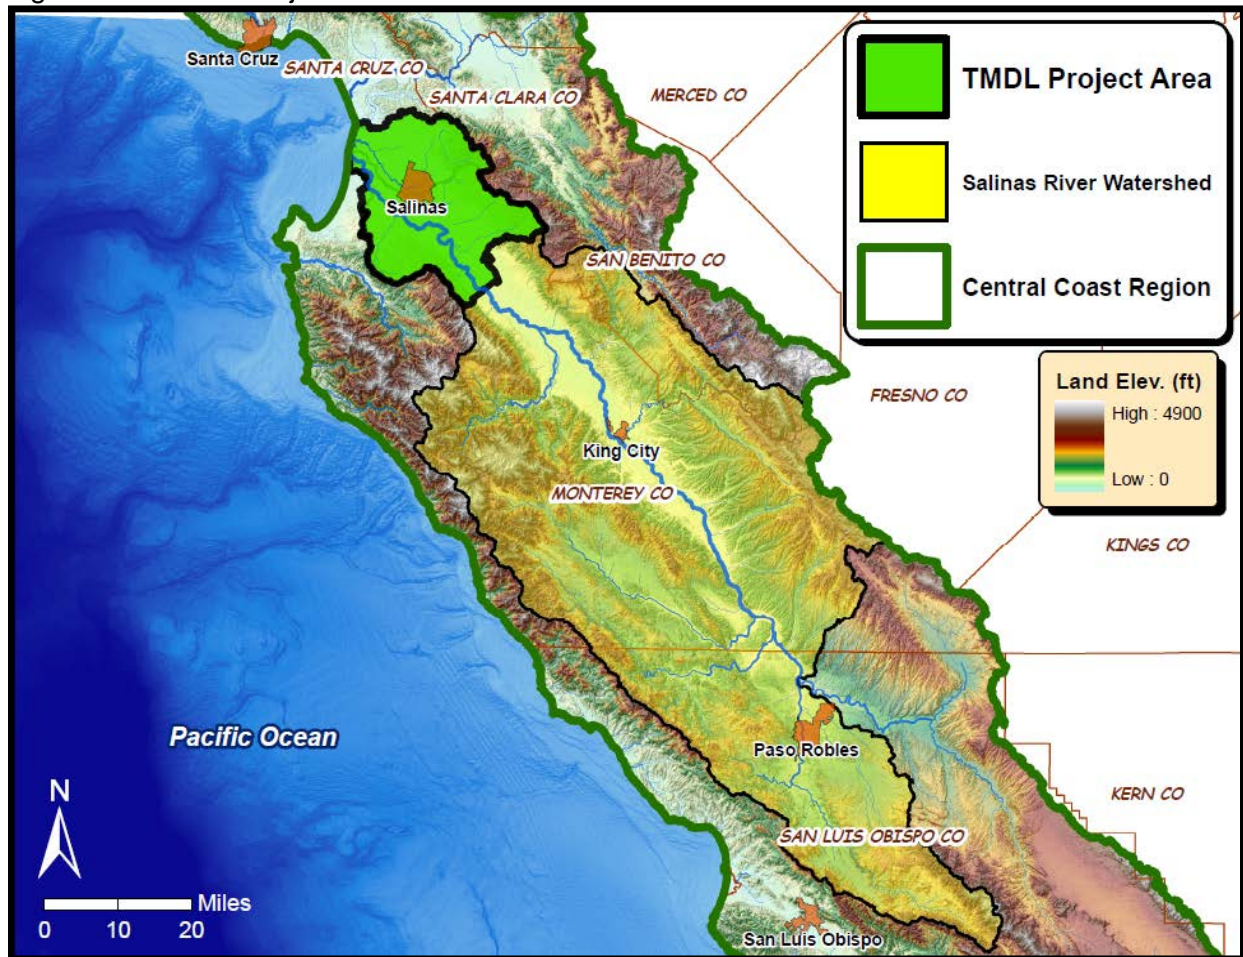 Santa Cruz
SANTA CRUZ CO
SANTA CLARA CO
MERCED CO
TMDL Project Area
Salinas River Watershed
Central Coast Region
Salinas
SAN BENITO CO
FRESNO CO
Land Elev. (ft)
High : 4900
Low : 0
King City
MONTEREY CO
KINGS CO
Pacific Ocean
Paso Robles
KERN CO
SAN LUIS OBISPO CO
N
Miles
0 10 20
San Luis Obispo